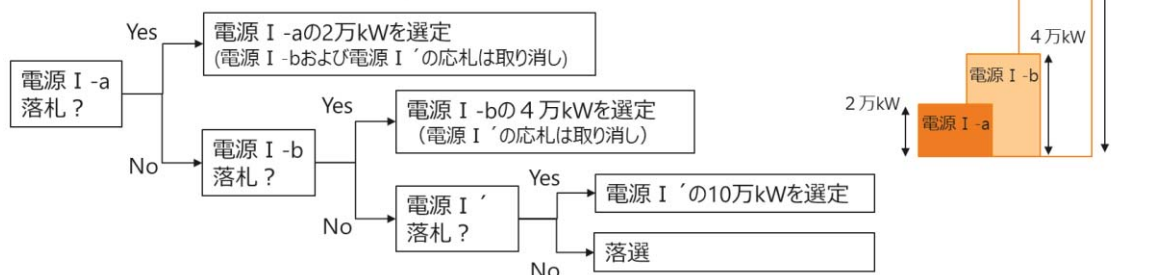 Yes
電源Ⅰ-aの2万kWを選定
(電源Ⅰ-bおよび電源Ⅰ´の応札は取り消し)
電源Ⅰ-a
落札？
No
Yes
電源Ⅰ-bの４万kWを選定
（電源Ⅰ´の応札は取り消し）
電源Ⅰ-b
落札？
No
Yes
電源Ⅰ´の10万kWを選定
電源Ⅰ´
落札？
No
落選
４万kW
電源Ⅰ-b
２万kW
電源Ⅰ-a